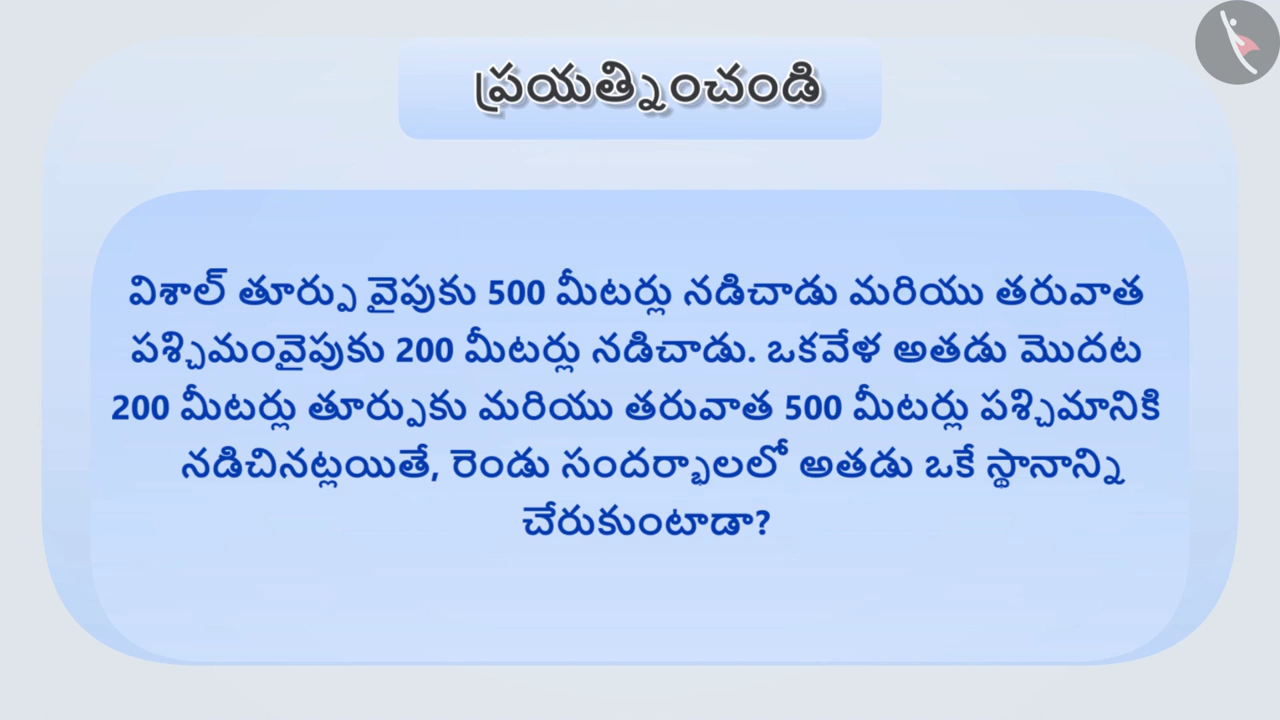 ప్రయత్నించండి
విశాల్ తూర్పు వైపుకు 500 మీటర్లు నడిచాడు మరియు తరువాత
పశ్చిమంవైపుకు 200 మీటర్లు నడిచాడు. ఒకవేళ అతడు మొదట
200 మీటర్లు తూర్పుకు మరియు తరువాత 500 మీటర్లు పశ్చిమానికి
నడిచినట్లయితే, రెండు సందర్భాలలో అతడు ఒకే స్థానాన్ని
చేరుకుంటాడా?